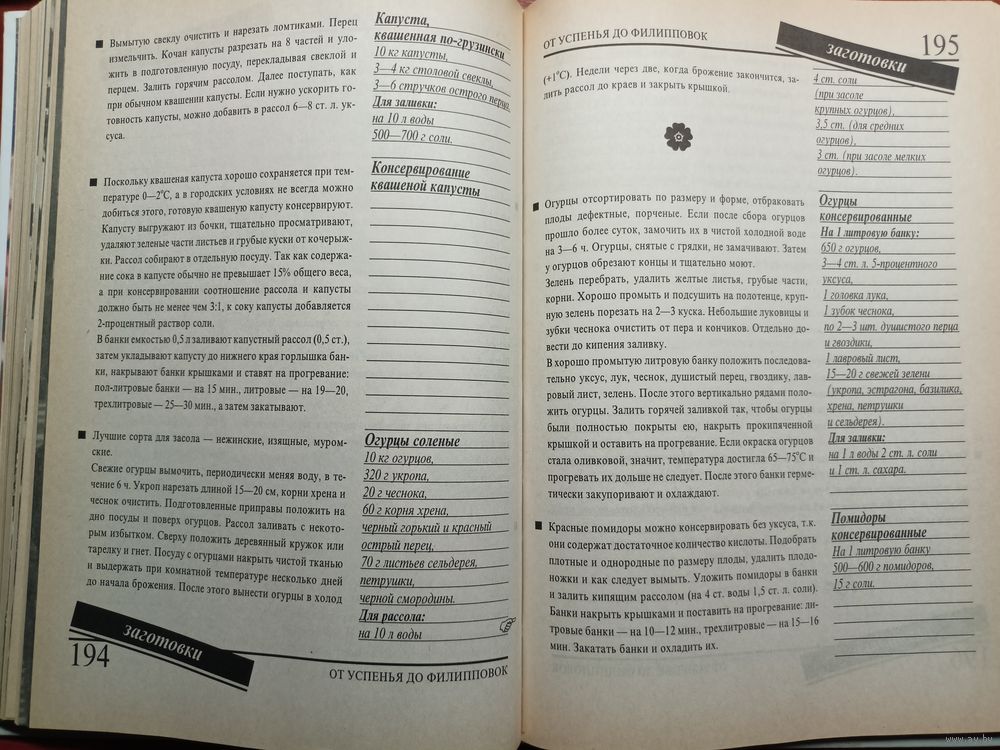 Вымытую свеклу очистить и нарезать ломтиками. Перец
измельчить. Кочан капусты разрезать на 8 частей и уло-
жить в подготовленную посуду, перекладывая свеклой и
перцем. Залить горячим рассолом. Далее поступать, как
при обычном квашении капусты. Если нужно ускорить го-
товность капусты, можно добавить в рассол 6—8 ст. л. ук-
суса.
Капуста,
квашенная по-грузински
10 кг капусты,
3—4 кг столовой свеклы,
3—6 стручков острого перца.
Для заливки:
на 10 л воды
500—700 г соли.
Поскольку квашеная капуста хорошо сохраняется при тем-
пературе 0—2°С, а в городских условиях не всегда можно
добиться этого, готовую квашеную капусту консервируют.
Капусту выгружают из бочки, тщательно просматривают,
удаляют зеленые части листьев и грубые куски от кочерыж-
ки. Рассол собирают в отдельную посуду. Так как содержа-
ние сока в капусте обычно не превышает 15% общего веса,
а при консервировании соотношение рассола и капусты
должно быть не менее чем 3:1, к соку капусты добавляется
2-процентный раствор соли.
В банки емкостью 0,5 л заливают капустный рассол (0,5 ст.),
затем укладывают капусту до нижнего края горлышка бан-
ки, накрывают банки крышками и ставят на прогревание:
пол-литровые банки — на 15 мин., литровые — на 19—20,
трехлитровые — 25—30 мин., а затем закатывают.
Консервирование
квашеной капусты
Лучшие сорта для засола — нежинские, изящные, муром-
ские.
Свежие огурцы вымочить, периодически меняя воду, в те-
чение 6 ч. Укроп нарезать длиной 15—20 см, корни хрена и
чеснок очистить. Подготовленные приправы положить на
дно посуды и поверх огурцов. Рассол заливать с некото-
рым избытком. Сверху положить деревянный кружок или
тарелку и гнет. Посуду с огурцами накрыть чистой тканью
и выдержать при комнатной температуре несколько дней
до начала брожения. После этого вынести огурцы в холод
Огурцы соленые
10 кг огурцов,
320 г укропа,
20 г чеснока,
60 г корня хрена,
черный горький и красный
острый перец,
70 г листьев сельдерея,
петрушки,
черной смородины.
Для рассола:
на 10 л воды
заготовки
194
ОТ УСПЕНЬЯ ДО ФИЛИППОВОК
ОТ УСПЕНЬЯ ДО ФИЛИППОВОК
заготовки
195
(+1°С). Недели через две, когда брожение закончится, за-
лить рассол до краев и закрыть крышкой.
4 ст. соли
(при засоле
крупных огурцов),
3,5 ст. (для средних
огурцов),
3 ст. (при засоле мелких
огурцов).
Огурцы отсортировать по размеру и форме, отбраковать
плоды дефектные, порченые. Если после сбора огурцов
прошло более суток, замочить их в чистой холодной воде
на 3—6 ч. Огурцы, снятые с грядки, не замачивают. Затем
у огурцов обрезают концы и тщательно моют.
Зелень перебрать, удалить желтые листья, грубые части,
корни. Хорошо промыть и подсушить на полотенце, круп-
ную зелень порезать на 2—3 куска. Небольшие луковицы и
зубки чеснока очистить от пера и кончиков. Отдельно до-
вести до кипения заливку.
В хорошо промытую литровую банку положить последова-
тельно уксус, лук, чеснок, душистый перец, гвоздику, лав-
ровый лист, зелень. После этого вертикально рядами поло-
жить огурцы. Залить горячей заливкой так, чтобы огурцы
были полностью покрыты ею, накрыть прокипяченной
крышкой и оставить на прогревание. Если окраска огурцов
стала оливковой, значит, температура достигла 65—75°С и
прогревать их дольше не следует. После этого банки герме-
тически закупоривают и охлаждают.
Огурцы
консервированные
На 1 литровую банку:
650 г огурцов,
3—4 ст. л. 5-процентного
уксуса,
1 головка лука,
1 зубок чеснока,
по 2—3 шт. душистого перца
и гвоздики,
1 лавровый лист,
15—20 г свежей зелени
(укропа, эстрагона, базилика,
хрена, петрушки
и сельдерея).
Для заливки:
на 1 л воды 2 ст. л. соли
и 1 ст. л. сахара.
Красные помидоры можно консервировать без уксуса, т.к.
они содержат достаточное количество кислоты. Подобрать
плотные и однородные по размеру плоды, удалить плодо-
ножки и как следует вымыть. Уложить помидоры в банки
и залить кипящим рассолом (на 4 ст. воды 1,5 ст. л. соли).
Банки накрыть крышками и поставить на прогревание: ли-
тровые банки — на 10—12 мин., трехлитровые — на 15—16
мин. Закатать банки и охладить их.
Помидоры
консервированные
На 1 литровую банку
500—600 г помидоров,
15 г соли.
www.ay.by